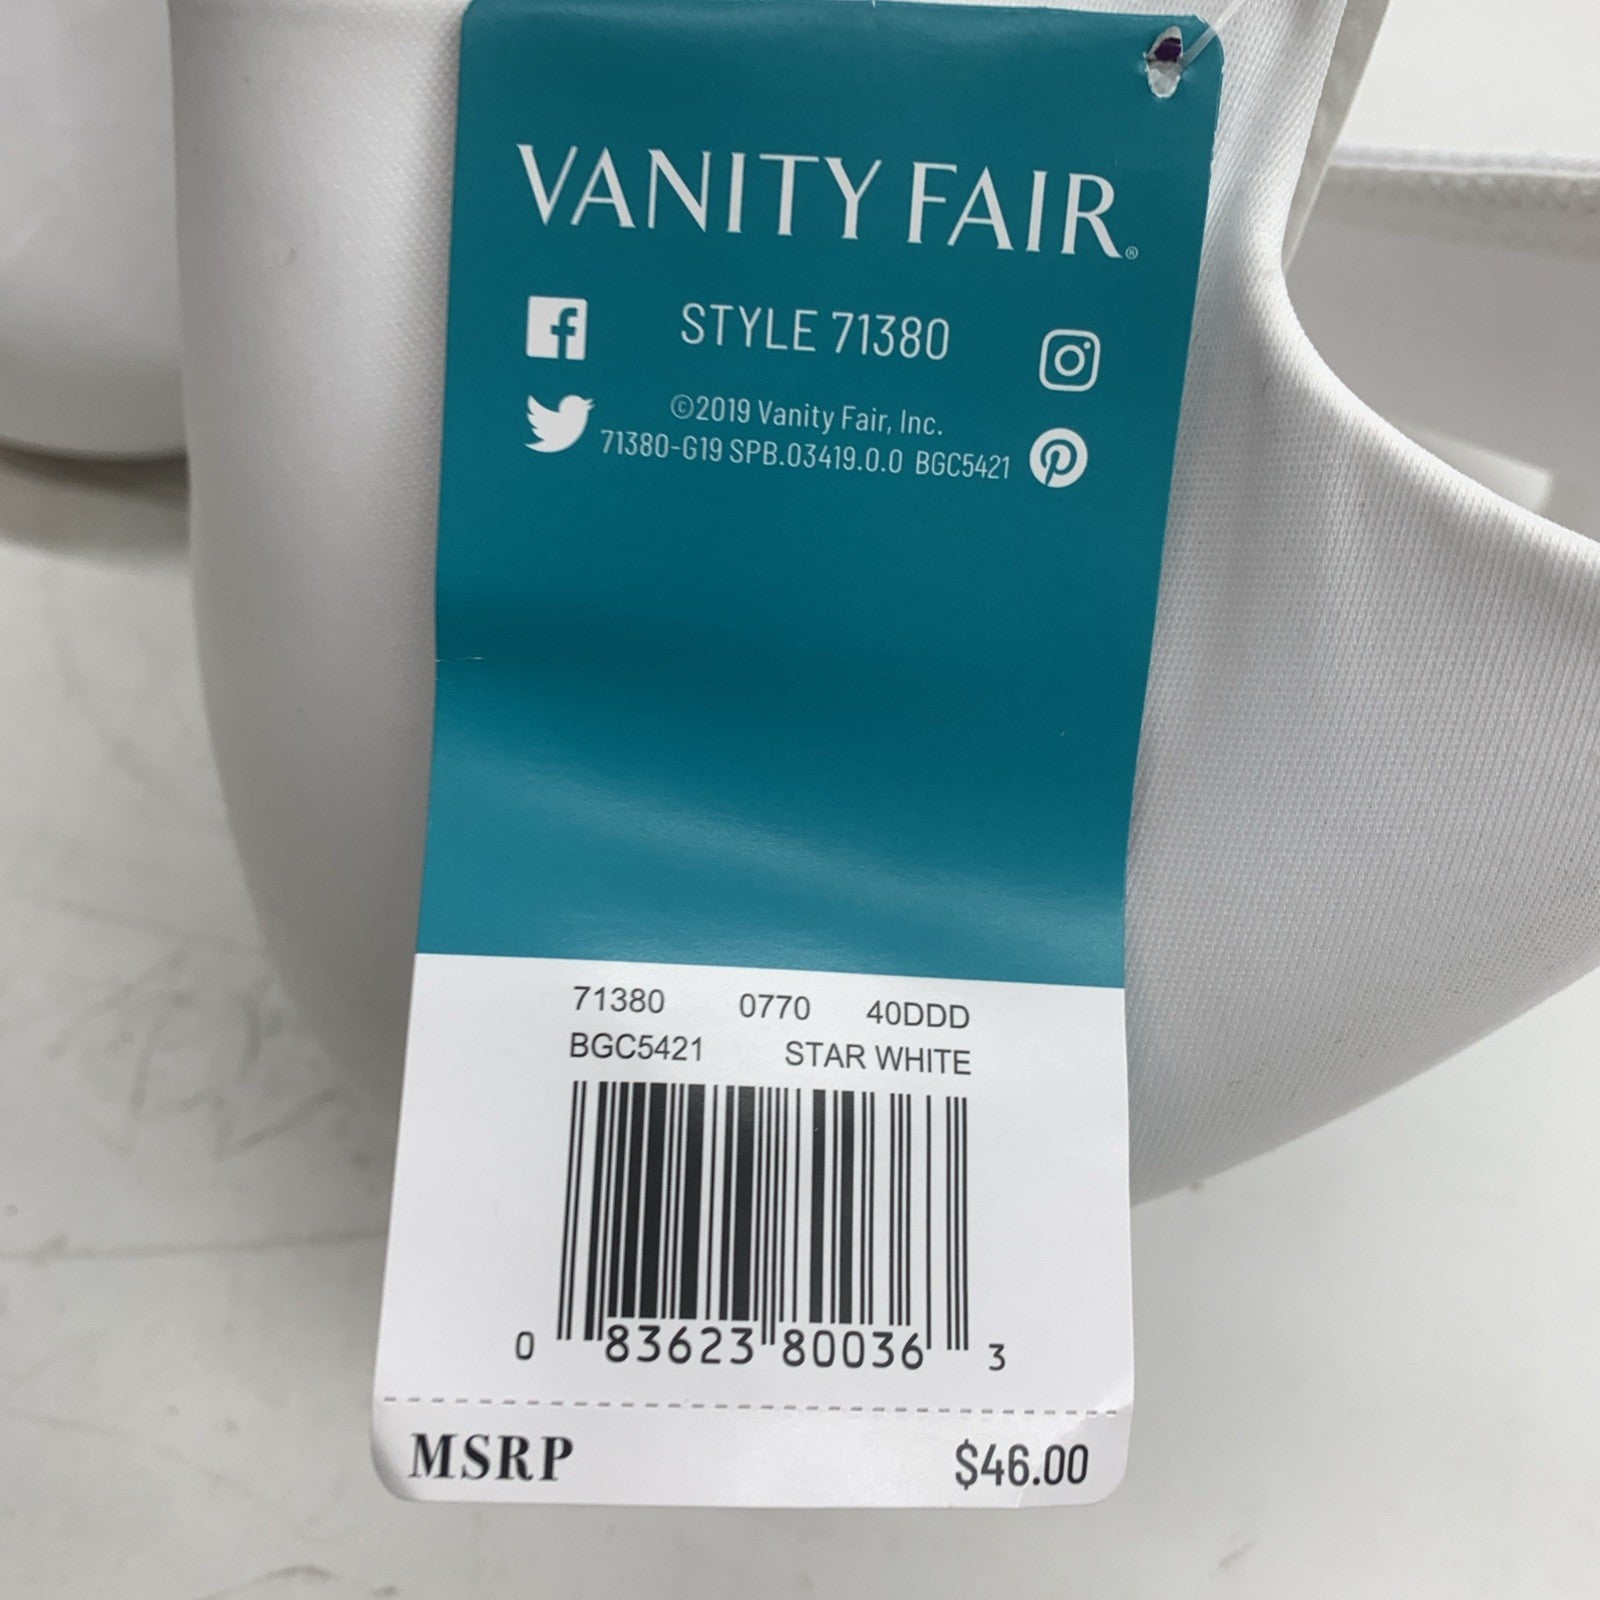 VANITY FAIR®
STYLE 71380
©2019 Vanity Fair, Inc.
71380-G19 SPB.03419.0.0 BGC5421
71380 0770 40DDD
BGC5421 STAR WHITE
0 83623 80036 3
MSRP $46.00